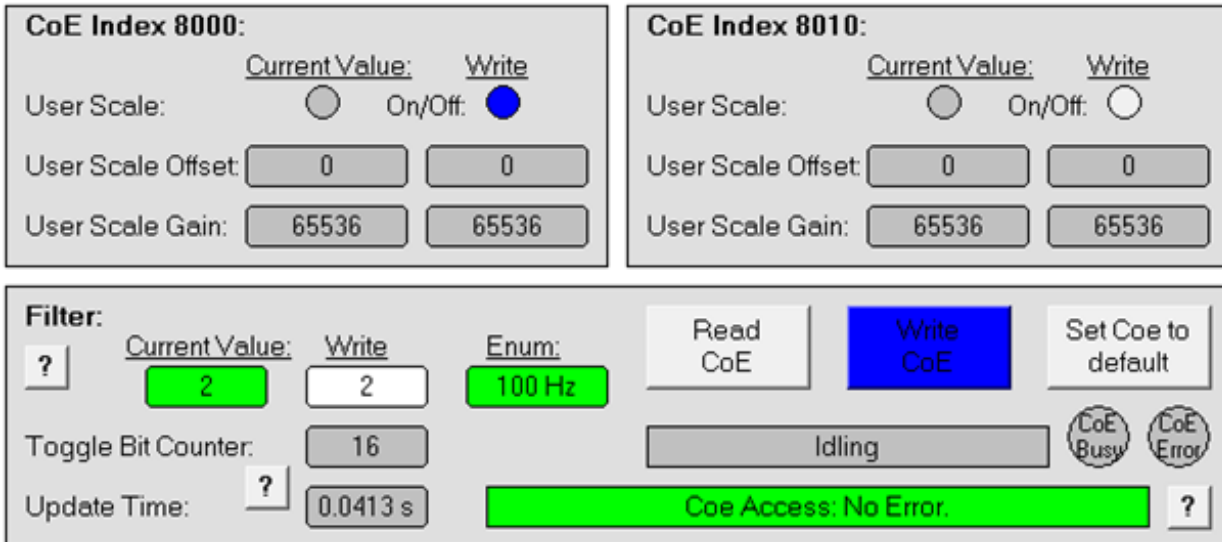 CoE Index 8000:
Current Value: Write
User Scale: On/Off:
User Scale Offset: 0 0
User Scale Gain: 65536 65536
CoE Index 8010:
Current Value: Write
User Scale: On/Off:
User Scale Offset: 0 0
User Scale Gain: 65536 65536
Filter:
? Current Value: Write Enum:
2 2 100 Hz
Toggle Bit Counter: 16
Update Time: ? 0.0413 s
Read
CoE
Write
CoE
Set Coe to
default
Idling
CoE
Busy
CoE
Error
Coe Access: No Error. ?